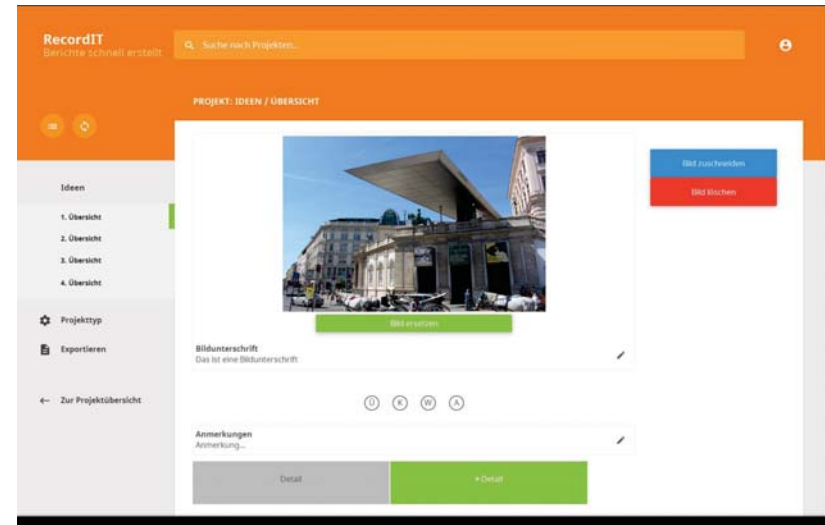 RecordIT
Berichte schnell erstellt
Suche nach Projekten...
PROJEKT: IDEEN / ÜBERSICHT
Bild zuschneiden
Bild löschen
Ideen
1. Übersicht
2. Übersicht
3. Übersicht
4. Übersicht
Projekttyp
Exportieren
Zur Projektübersicht
Bild ersetzen
Bildunterschrift
Das ist eine Bildunterschrift
Ü K W A
Anmerkungen
Anmerkung...
Detail
+ Detail